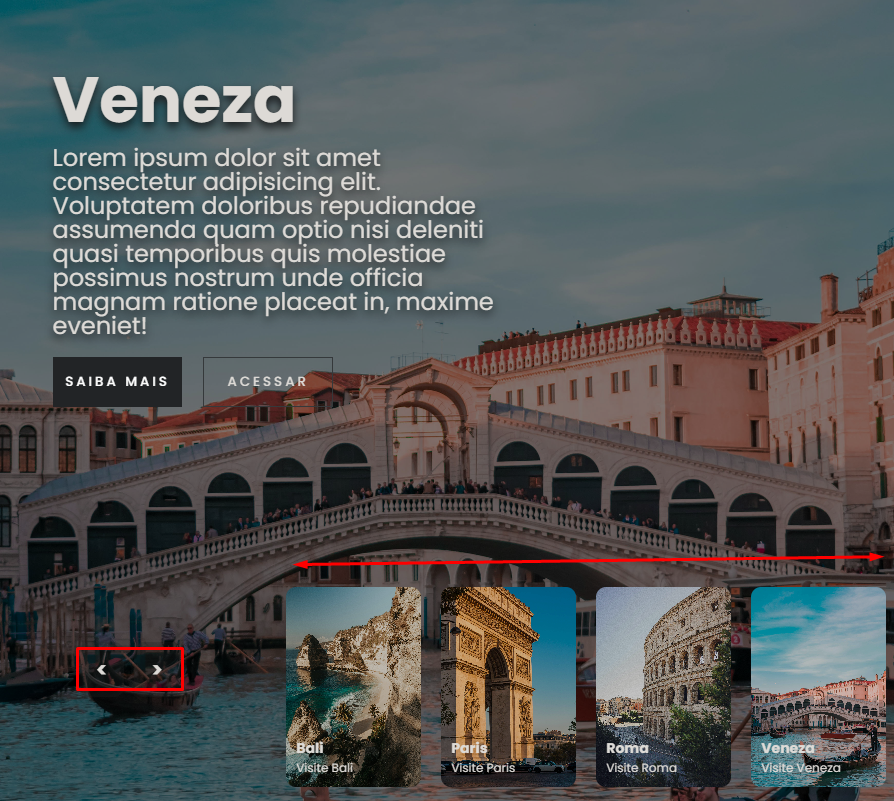 Veneza
Lorem ipsum dolor sit amet
consectetur adipisicing elit.
Voluptatem doloribus repudiandae
assumenda quam optio nisi deleniti
quasi temporibus quis molestiae
possimus nostrum unde officia
magnam ratione placeat in, maxime
eveniet!
SAIBA MAIS
ACESSAR
‹ ›
Bali
Visite Bali
Paris
Visite Paris
Roma
Visite Roma
Veneza
Visite Veneza